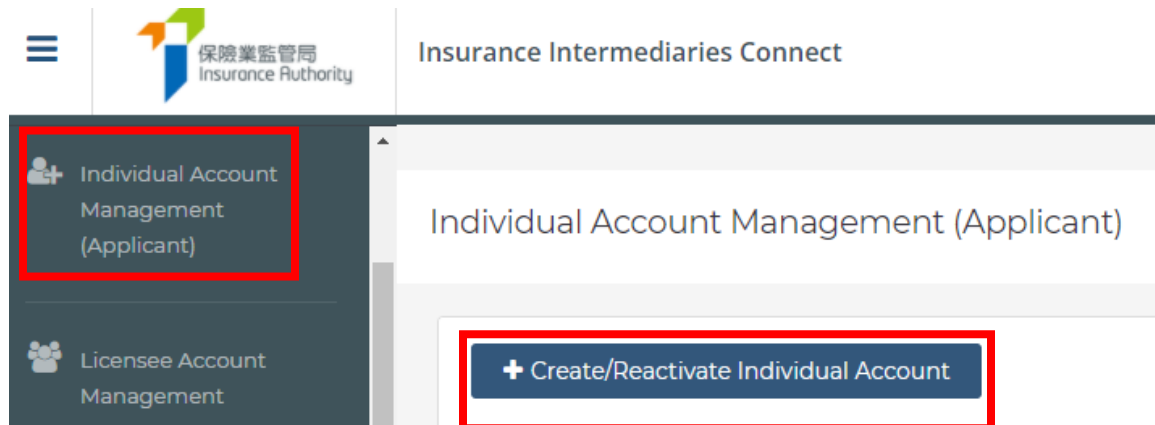 保險業監管局
Insurance Authority
Insurance Intermediaries Connect
Individual Account
Management
(Applicant)
Licensee Account
Management
Individual Account Management (Applicant)
+ Create/Reactivate Individual Account